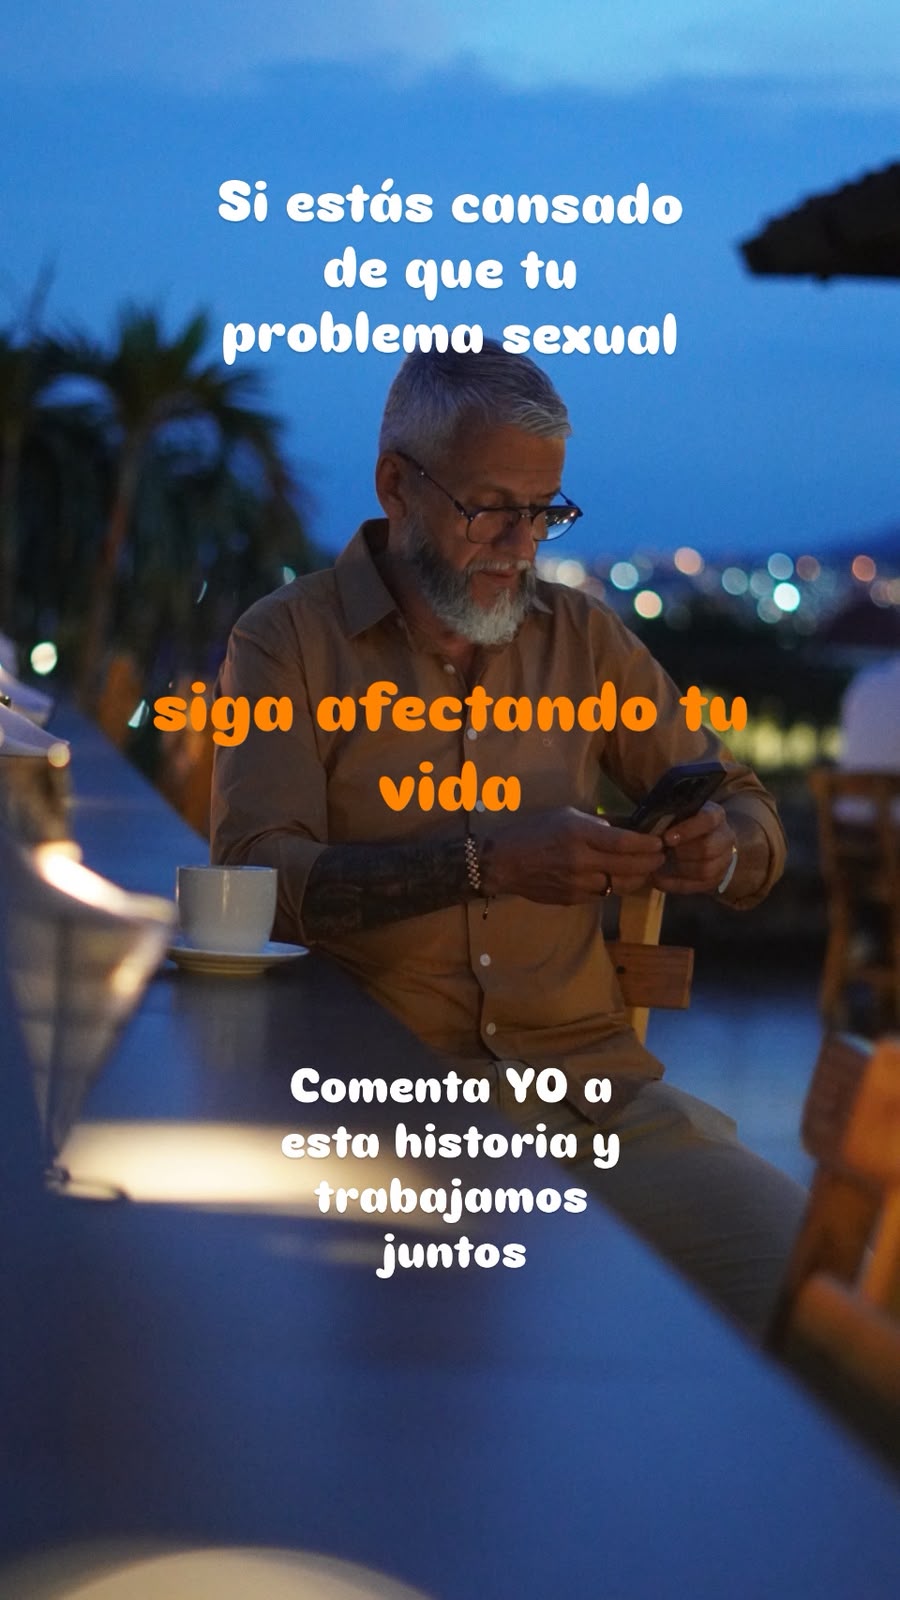 Si estás cansado
de que tu
problema sexual
siga afectando tu
vida
Comenta YO a
esta historia y
trabajamos
juntos